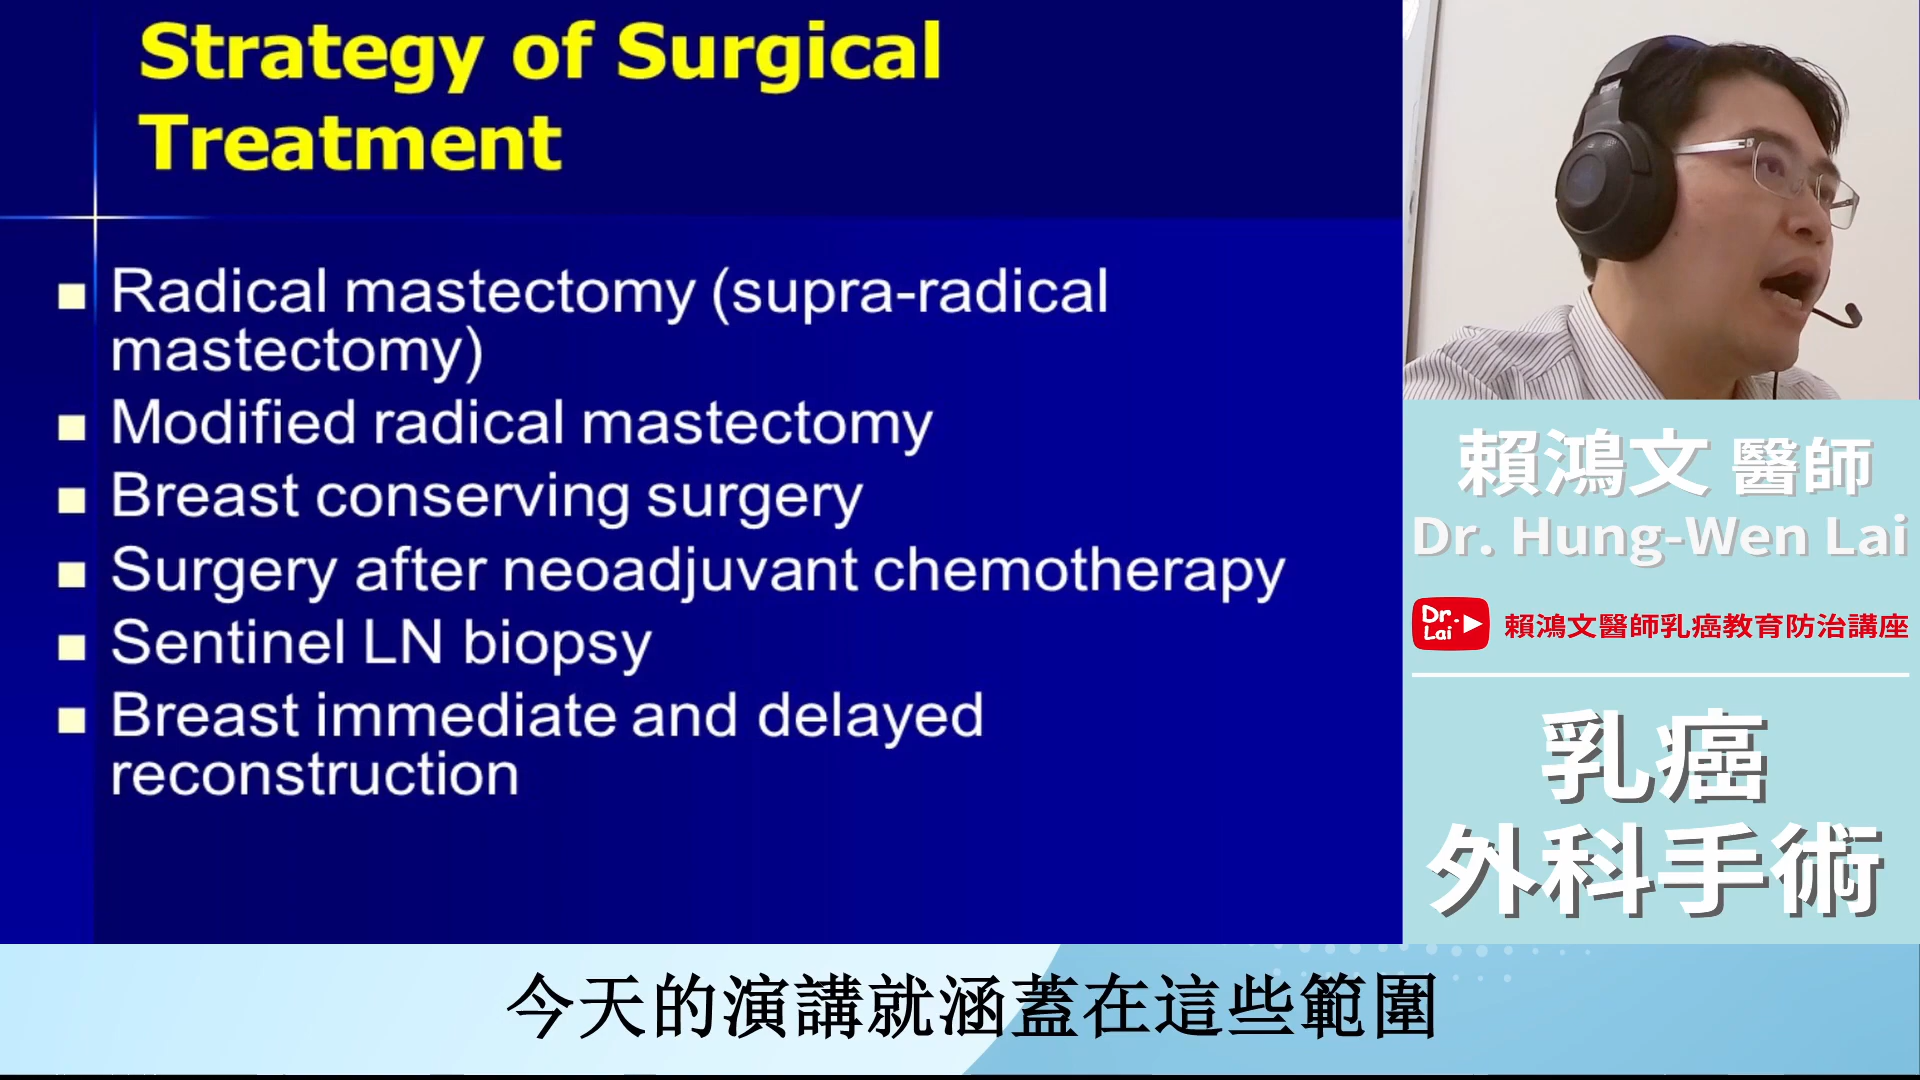 Strategy of Surgical
Treatment
Radical mastectomy (supra-radical
mastectomy)
Modified radical mastectomy
Breast conserving surgery
Surgery after neoadjuvant chemotherapy
Sentinel LN biopsy
Breast immediate and delayed
reconstruction
賴鴻文 醫師
Dr. Hung-Wen Lai
Dr.
Lai
賴鴻文醫師乳癌教育防治講座
乳癌
外科手術
今天的演講就涵蓋在這些範圍